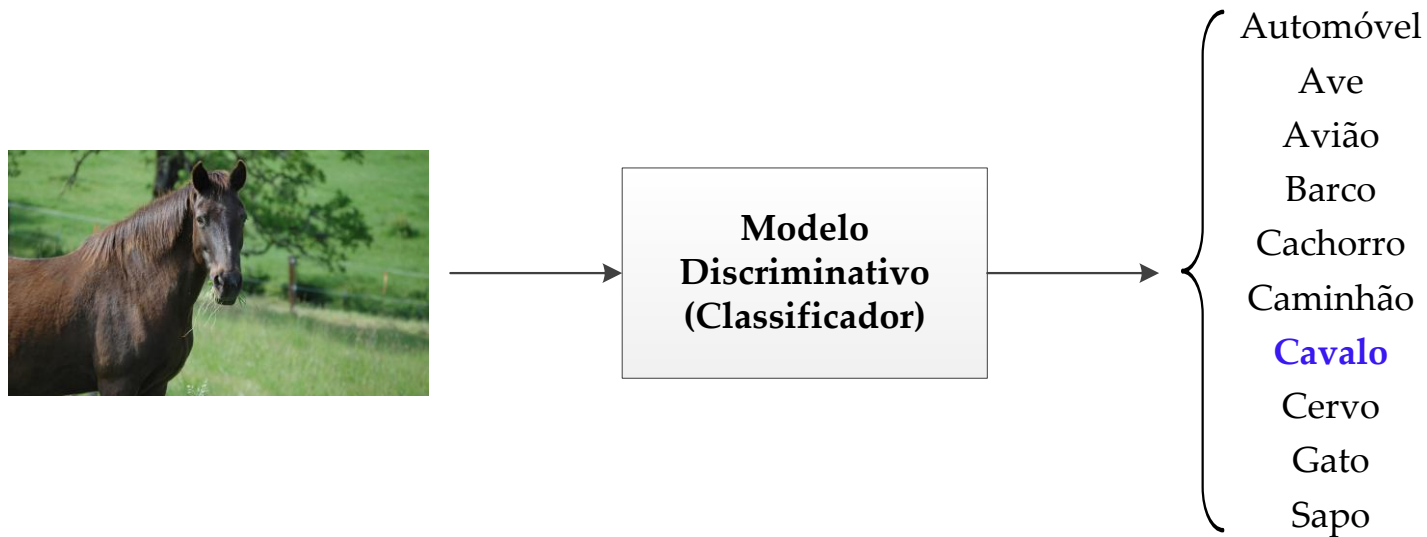 Automóvel
Ave
Avião
Barco
Cachorro
Caminhão
Cavalo
Cervo
Gato
Sapo
Modelo
Discriminativo
(Classificador)